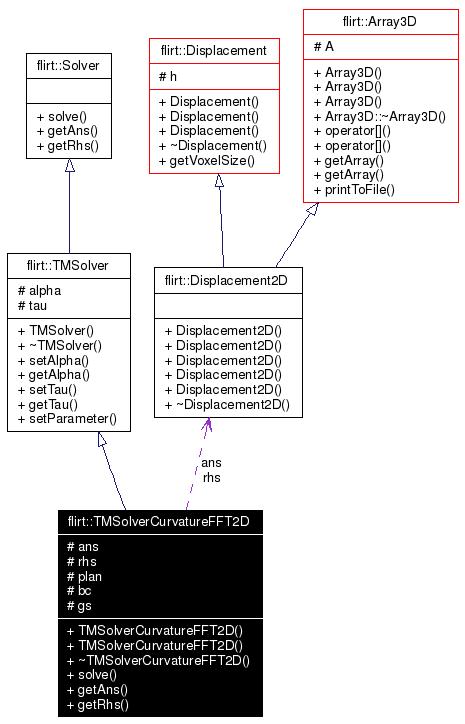 flirt::Solver
+ solve()
+ getAns()
+ getRhs()
flirt::Displacement
# h
+ Displacement()
+ Displacement()
+ Displacement()
+ ~Displacement()
+ getVoxelSize()
flirt::Array3D
# A
+ Array3D()
+ Array3D()
+ Array3D()
+ Array3D::~Array3D()
+ operator[]()
+ operator[]()
+ getArray()
+ getArray()
+ printToFile()
flirt::TMSolver
# alpha
# tau
+ TMSolver()
+ ~TMSolver()
+ setAlpha()
+ getAlpha()
+ setTau()
+ getTau()
+ setParameter()
flirt::Displacement2D
+ Displacement2D()
+ Displacement2D()
+ Displacement2D()
+ Displacement2D()
+ Displacement2D()
+ ~Displacement2D()
ans
rhs
flirt::TMSolverCurvatureFFT2D
# ans
# rhs
# plan
# bc
# gs
+ TMSolverCurvatureFFT2D()
+ TMSolverCurvatureFFT2D()
+ ~TMSolverCurvatureFFT2D()
+ solve()
+ getAns()
+ getRhs()